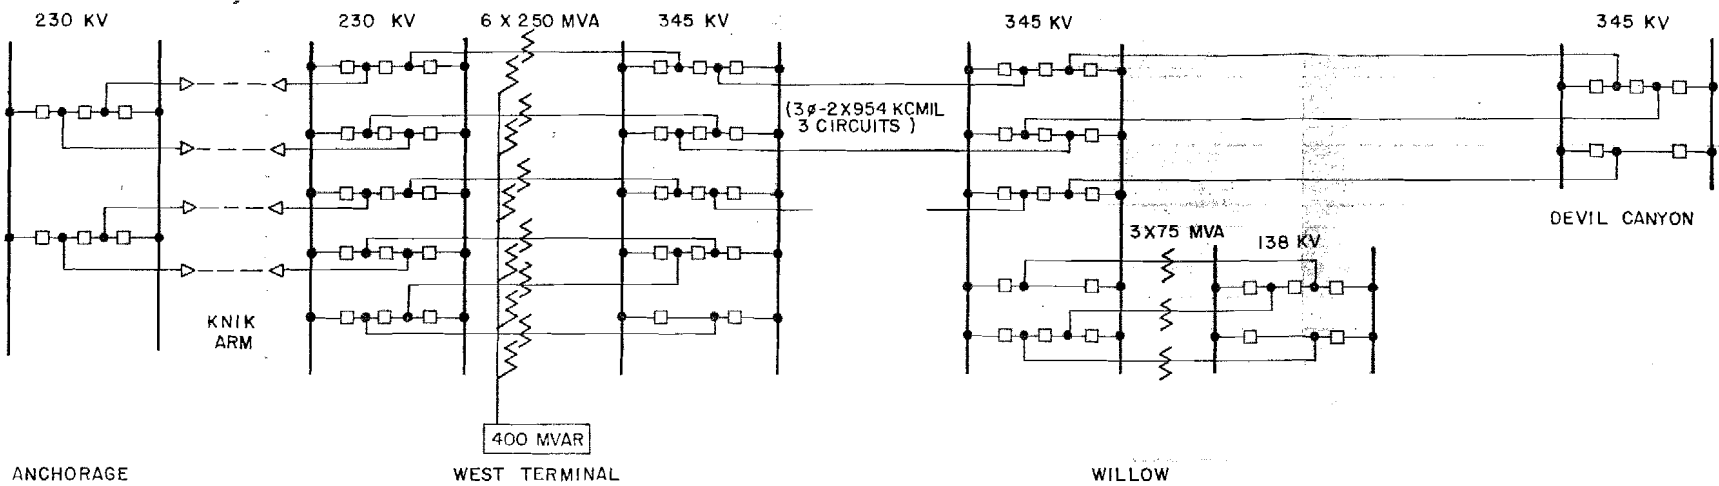 230 KV
230 KV
6 X 250 MVA
345 KV
345 KV
345 KV
(3ø-2X954 KCMIL
3 CIRCUITS )
DEVIL CANYON
3X75 MVA
138 KV
KNIK
ARM
400 MVAR
ANCHORAGE
WEST TERMINAL
WILLOW